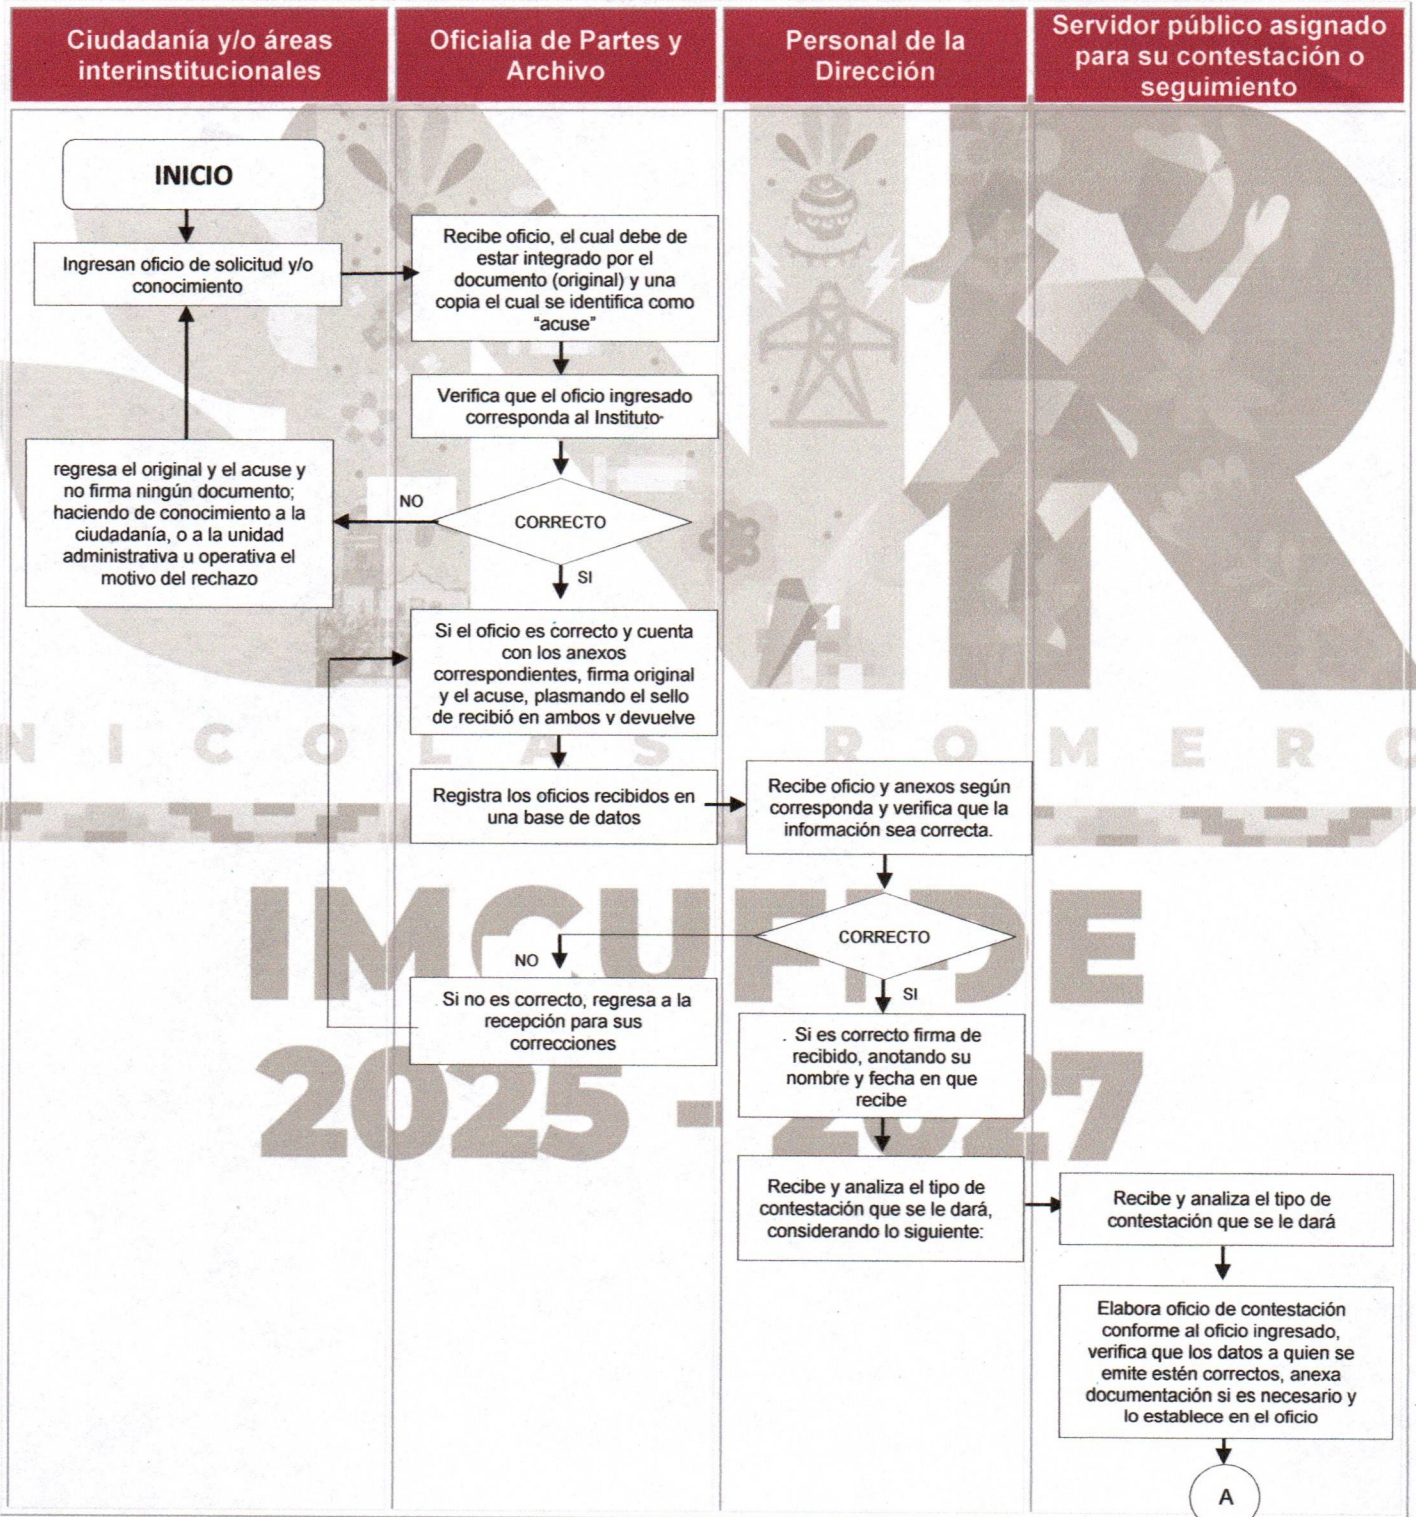 Ciudadanía y/o áreas
interinstitucionales
Oficialia de Partes y
Archivo
Personal de la
Dirección
Servidor público asignado
para su contestación o
seguimiento
INICIO
Ingresan oficio de solicitud y/o
conocimiento
Recibe oficio, el cual debe de
estar integrado por el
documento (original) y una
copia el cual se identifica como
“acuse”
Verifica que el oficio ingresado
corresponda al Instituto
regresa el original y el acuse y
no firma ningún documento;
haciendo de conocimiento a la
ciudadanía, o a la unidad
administrativa u operativa el
motivo del rechazo
NO
CORRECTO
SI
Si el oficio es correcto y cuenta
con los anexos
correspondientes, firma original
y el acuse, plasmando el sello
de recibió en ambos y devuelve
NICOLAS ROMERO
Registra los oficios recibidos en
una base de datos
Recibe oficio y anexos según
corresponda y verifica que la
información sea correcta.
IMCUFIDE
2025 - 2027
CORRECTO
NO
SI
. Si no es correcto, regresa a la
recepción para sus
correcciones
. Si es correcto firma de
recibido, anotando su
nombre y fecha en que
recibe
Recibe y analiza el tipo de
contestación que se le dará,
considerando lo siguiente:
Recibe y analiza el tipo de
contestación que se le dará
Elabora oficio de contestación
conforme al oficio ingresado,
verifica que los datos a quien se
emite estén correctos, anexa
documentación si es necesario y
lo establece en el oficio
A